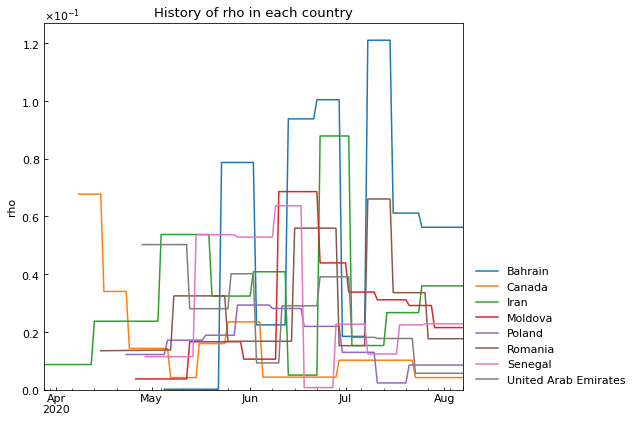 History of rho in each country
×10⁻¹
1.2
1.0
0.8
0.6
0.4
0.2
0.0
rho
Apr
2020
May
Jun
Jul
Aug
Bahrain
Canada
Iran
Moldova
Poland
Romania
Senegal
United Arab Emirates